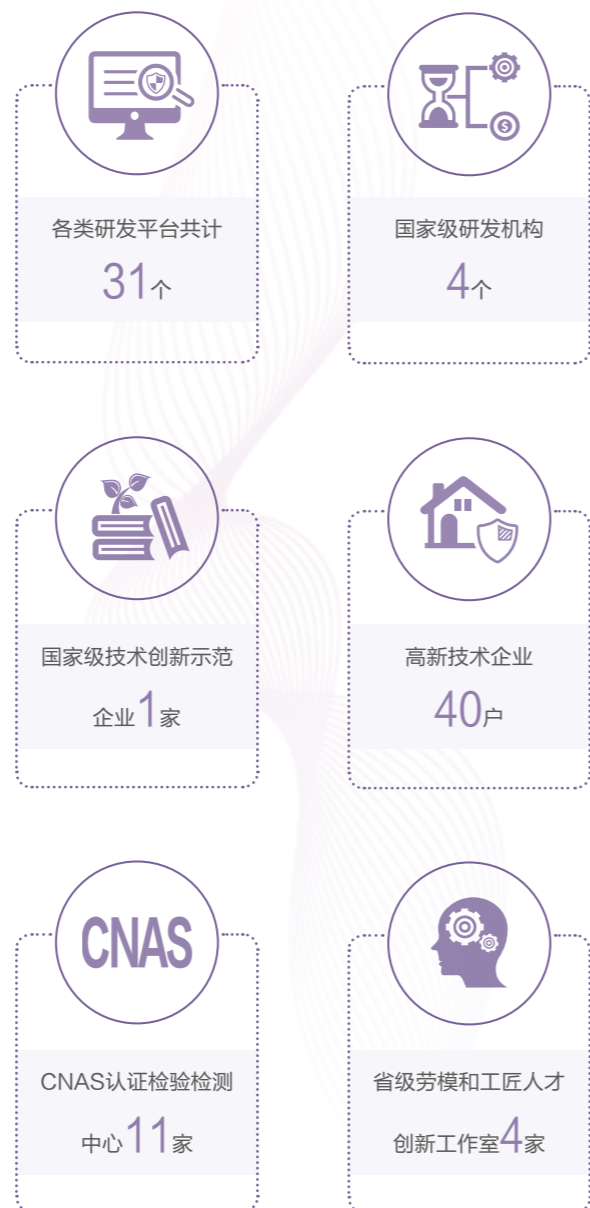 各类研发平台共计
31个
国家级研发机构
4个
国家级技术创新示范
企业1家
高新技术企业
40户
CNAS
CNAS认证检验检测
中心11家
省级劳模和工匠人才
创新工作室4家